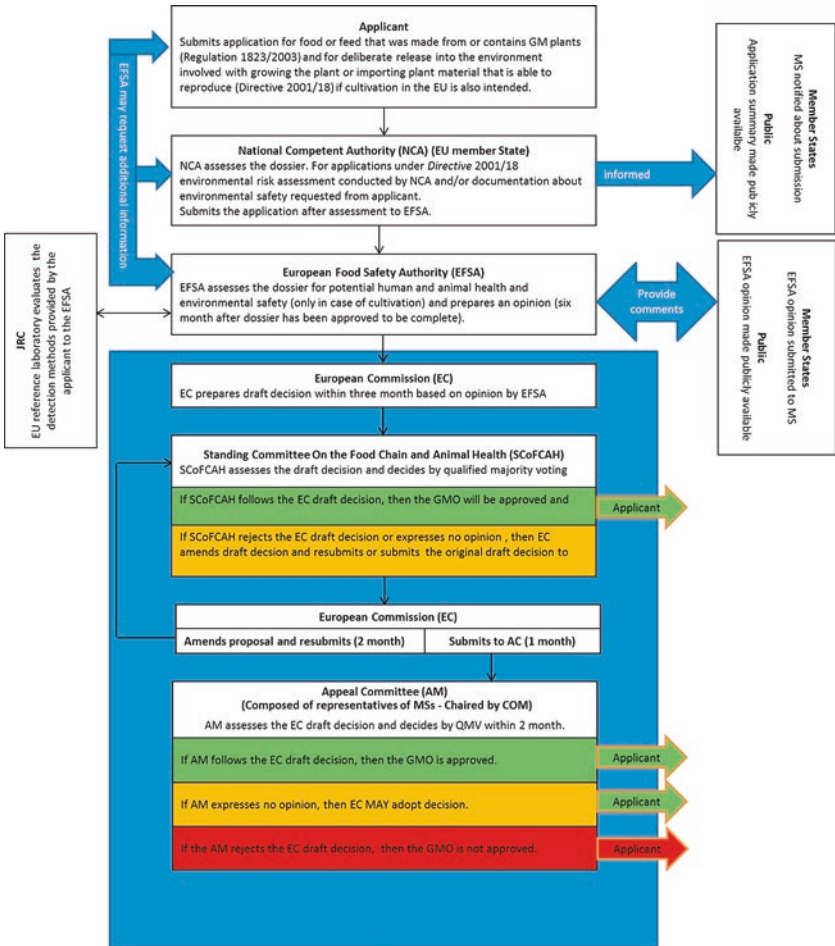 Applicant
Submits application for food or feed that was made from or contains GM plants
(Regulation 1823/2003) and for deliberate release into the environment
involved with growing the plant or importing plant material that is able to
reproduce (Directive 2001/18) if cultivation in the EU is also intended.
EFSA may request additional information
National Competent Authority (NCA) (EU member State)
NCA assesses the dossier. For applications under Directive 2001/18
environmental risk assessment conducted by NCA and/or documentation about
environmental safety requested from applicant.
Submits the application after assessment to EFSA.
informed
Member States
MS notified about submission
Public
Application summary made pub icly
availalbe
European Food Safety Authority (EFSA)
EFSA assesses the dossier for potential human and animal health and
environmental safety (only in case of cultivation) and prepares an opinion (six
month after dossier has been approved to be complete).
JRC
EU reference laboratory evaluates the
detection methods provided by the
applicant to the EFSA
Provide
comments
Member States
EFSA opinion submitted to MS
Public
EFSA opinion made publicly available
European Commission (EC)
EC prepares draft decision within three month based on opinion by EFSA
Standing Committee On the Food Chain and Animal Health (SCoFCAH)
SCoFCAH assesses the draft decision and decides by qualified majority voting
If SCoFCAH follows the EC draft decision, then the GMO will be approved and
Applicant
If SCoFCAH rejects the EC draft decision or expresses no opinion , then EC
amends draft decsion and resubmits or submits the original draft decision to
European Commission (EC)
Amends proposal and resubmits (2 month)
Submits to AC (1 month)
Appeal Committee (AM)
(Composed of representatives of MSs - Chaired by COM)
AM assesses the EC draft decision and decides by QMV within 2 month.
If AM follows the EC draft decision, then the GMO is approved.
Applicant
If AM expresses no opinion, then EC MAY adopt decision.
Applicant
If the AM rejects the EC draft decision, then the GMO is not approved.
Applicant